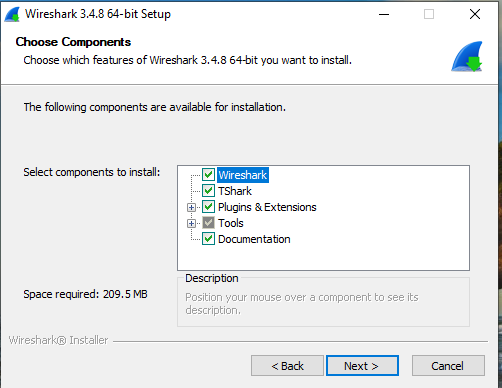 Wireshark 3.4.8 64-bit Setup
Choose Components
Choose which features of Wireshark 3.4.8 64-bit you want to install.
The following components are available for installation.
Select components to install:
Wireshark
TShark
Plugins & Extensions
Tools
Documentation
Space required: 209.5 MB
Description
Position your mouse over a component to see its
description.
Wireshark® Installer
< Back
Next >
Cancel